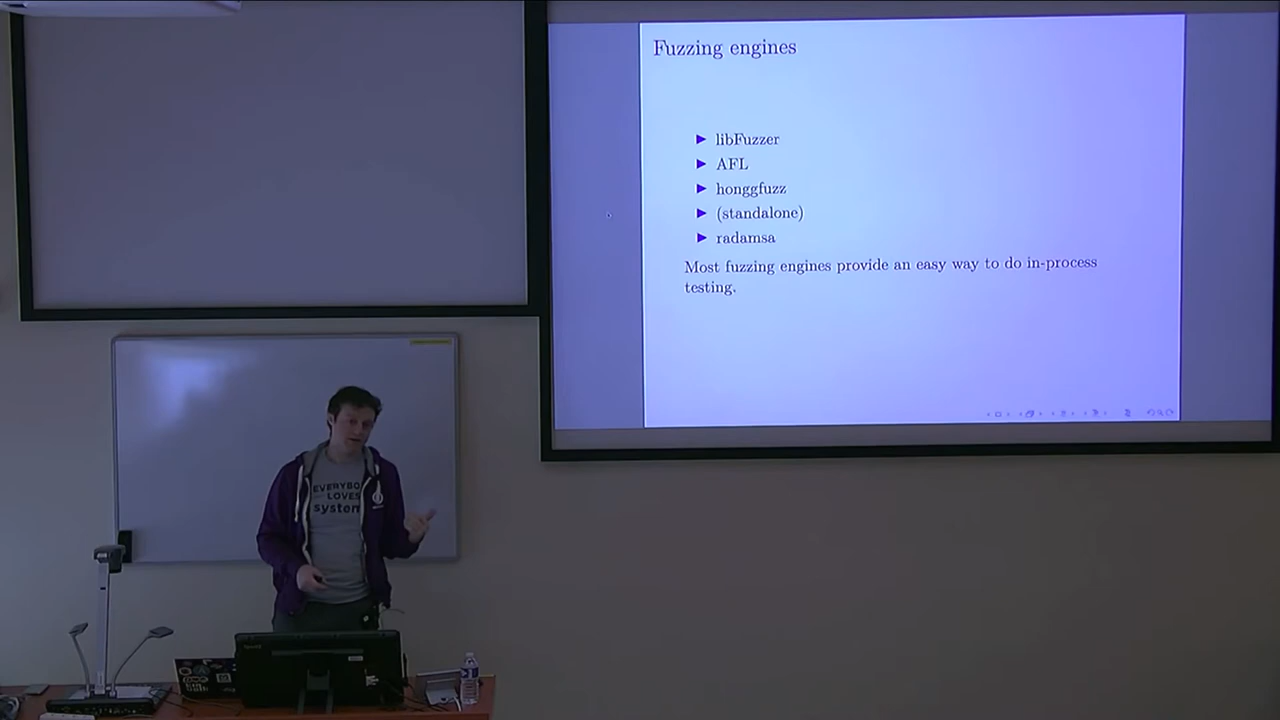 Fuzzing engines
libFuzzer
AFL
honggfuzz
(standalone)
radamsa
Most fuzzing engines provide an easy way to do in-process
testing.
LOVES